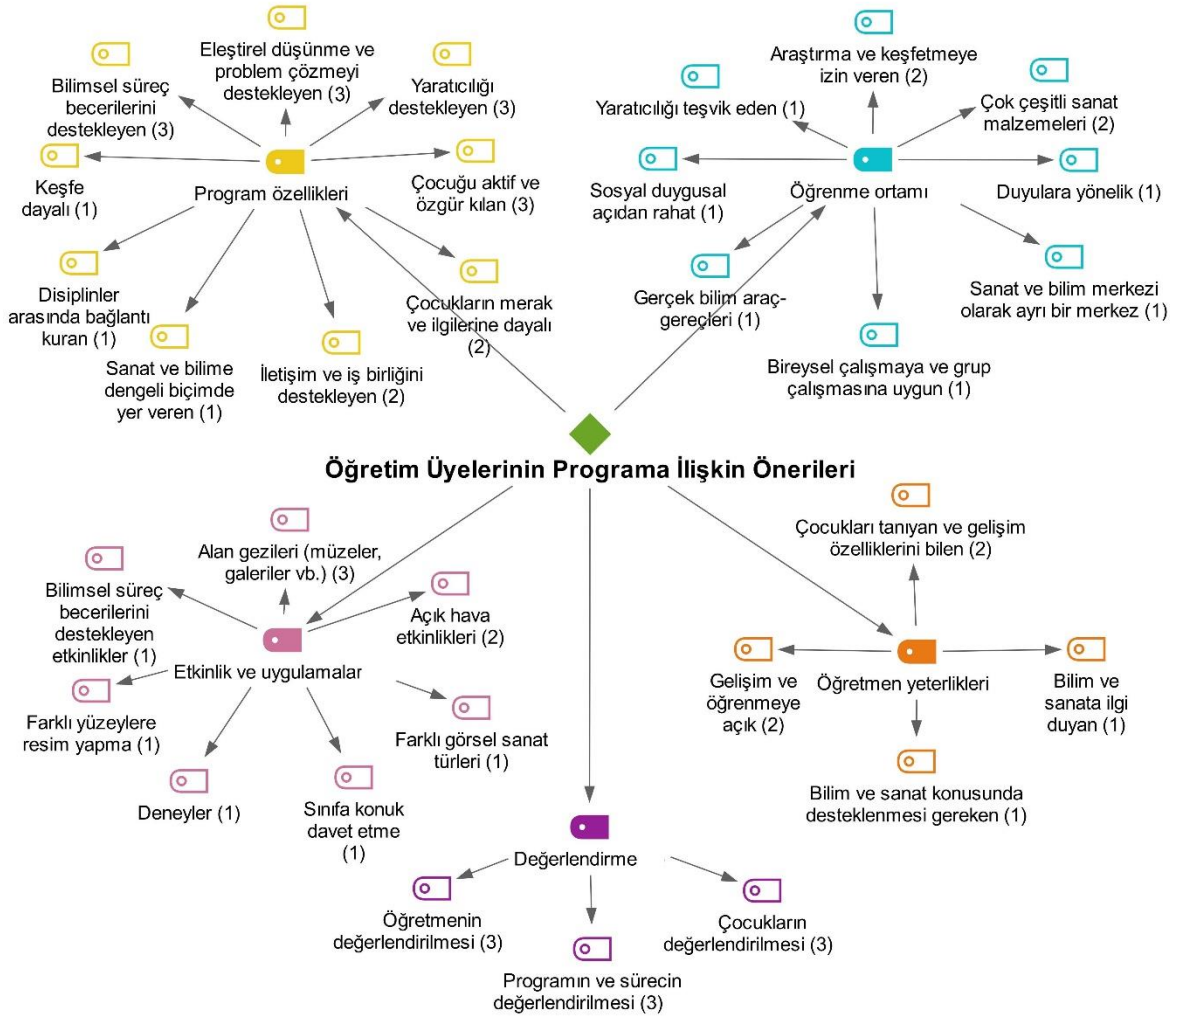 Eleştirel düşünme ve
problem çözmeyi
destekleyen (3)
Bilimsel süreç
becerilerini
destekleyen (3)
Yaratıcılığı
destekleyen (3)
Keşfe
dayalı (1)
Program özellikleri
Çocuğu aktif ve
özgür kılan (3)
Disiplinler
arasında bağlantı
kuran (1)
Sanat ve bilime
dengeli biçimde
yer veren (1)
İletişim ve iş birliğini
destekleyen (2)
Çocukların merak
ve ilgilerine dayalı
(2)
Araştırma ve keşfetmeye
izin veren (2)
Yaratıcılığı teşvik eden (1)
Çok çeşitli sanat
malzemeleri (2)
Sosyal duygusal
açıdan rahat (1)
Öğrenme ortamı
Duyulara yönelik (1)
Gerçek bilim araç-
gereçleri (1)
Sanat ve bilim merkezi
olarak ayrı bir merkez (1)
Bireysel çalışmaya ve grup
çalışmasına uygun (1)
Öğretim Üyelerinin Programa İlişkin Önerileri
Alan gezileri (müzeler,
galeriler vb.) (3)
Bilimsel süreç
becerilerini
destekleyen
etkinlikler (1)
Açık hava
etkinlikleri (2)
Etkinlik ve uygulamalar
Farklı yüzeylere
resim yapma (1)
Farklı görsel sanat
türleri (1)
Deneyler (1)
Sınıfa konuk
davet etme
(1)
Çocukları tanıyan ve gelişim
özelliklerini bilen (2)
Gelişim ve
öğrenmeye
açık (2)
Öğretmen yeterlikleri
Bilim ve
sanata ilgi
duyan (1)
Bilim ve sanat konusunda
desteklenmesi gereken (1)
Değerlendirme
Öğretmenin
değerlendirilmesi (3)
Programın ve sürecin
değerlendirilmesi (3)
Çocukların
değerlendirilmesi (3)